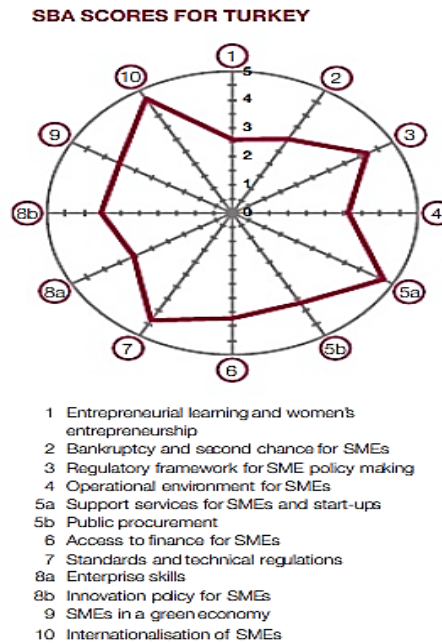 SBA SCORES FOR TURKEY
1
10
2
5
4
3
2
1
0
9
3
8b
4
8a
5a
7
5b
6
1 Entrepreneurial learning and women's
entrepreneurship
2 Bankruptcy and second chance for SMEs
3 Regulatory framework for SME policy making
4 Operational environment for SMEs
5a Support services for SMEs and start-ups
5b Public procurement
6 Access to finance for SMEs
7 Standards and technical regulations
8a Enterprise skills
8b Innovation policy for SMEs
9 SMEs in a green economy
10 Internationalisation of SMEs